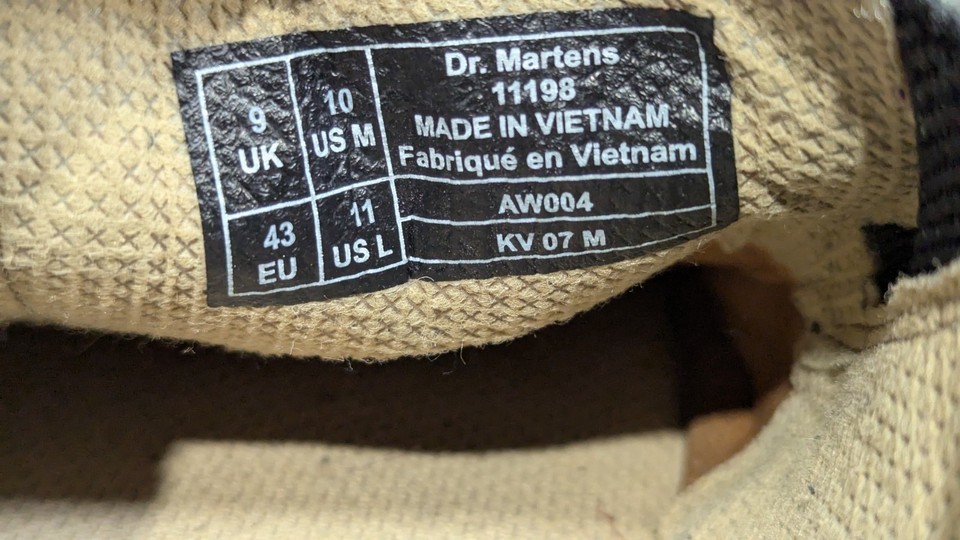 9
UK
10
US M
43
EU
11
US L
Dr. Martens
11198
MADE IN VIETNAM
Fabriqué en Vietnam
AW004
KV 07 M